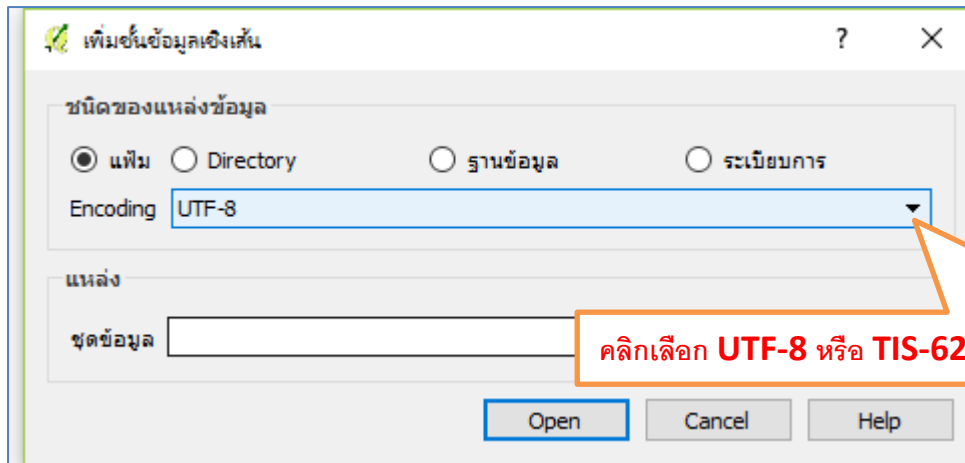 เพิ่มชั้นข้อมูลเชิงเส้น ?
ชนิดของแหล่งข้อมูล
แฟ้ม Directory ฐานข้อมูล ระเบียบการ
Encoding UTF-8
แหล่ง
ชุดข้อมูล
คลิกเลือก UTF-8 หรือ TIS-62
Open Cancel Help